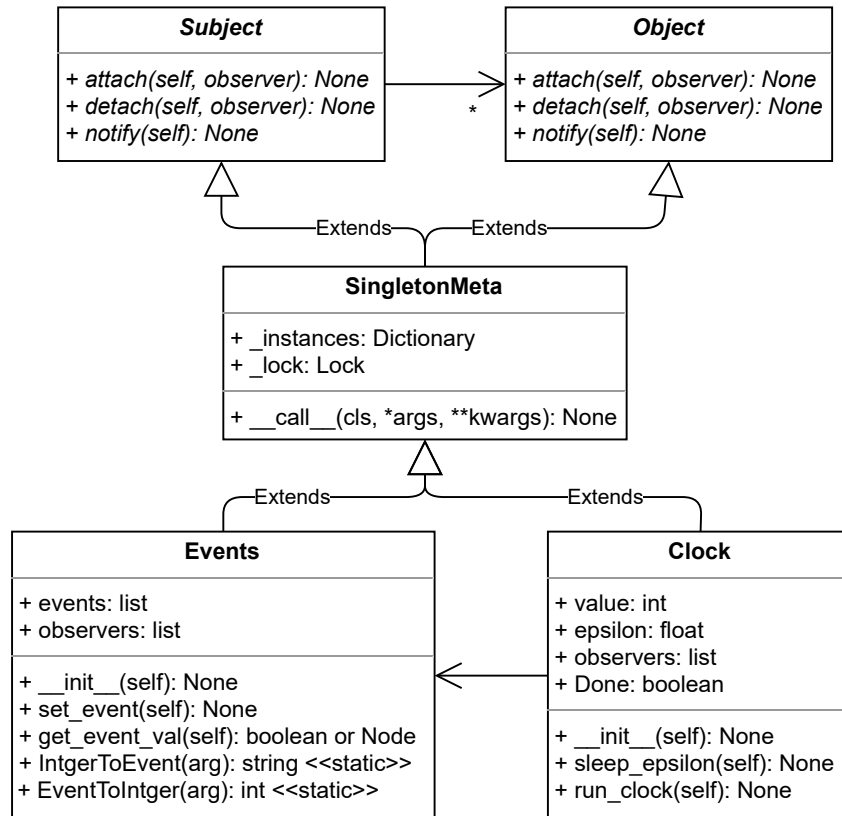 Subject
+ attach(self, observer): None
+ detach(self, observer): None
+ notify(self): None
*
Object
+ attach(self, observer): None
+ detach(self, observer): None
+ notify(self): None
Extends
Extends
SingletonMeta
+ _instances: Dictionary
+ _lock: Lock
+ __call__(cls, *args, **kwargs): None
Extends
Extends
Events
+ events: list
+ observers: list
+ __init__(self): None
+ set_event(self): None
+ get_event_val(self): boolean or Node
+ IntgerToEvent(arg): string <<static>>
+ EventToIntger(arg): int <<static>>
Clock
+ value: int
+ epsilon: float
+ observers: list
+ Done: boolean
+ __init__(self): None
+ sleep_epsilon(self): None
+ run_clock(self): None